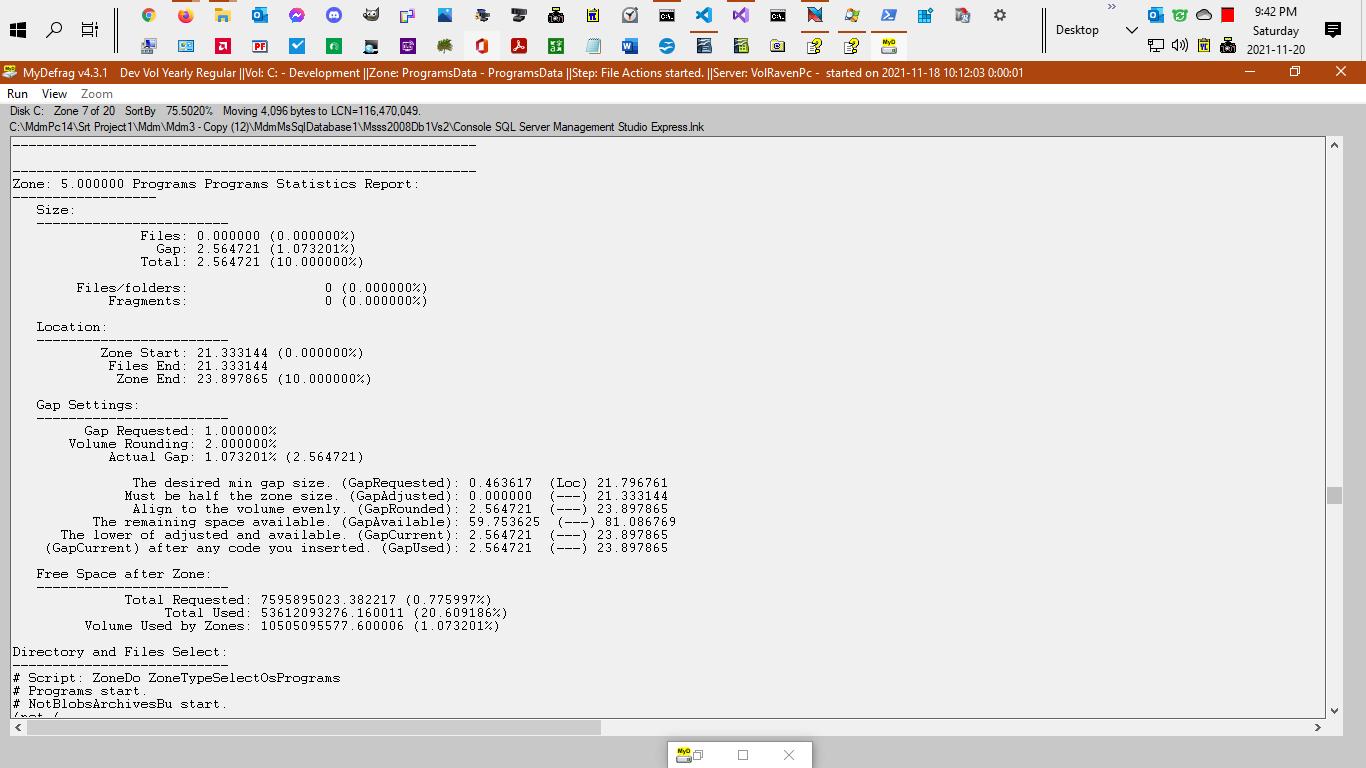 9:42 PM
Desktop
Saturday
2021-11-20
MyDefrag v4.3.1 Dev Vol Yearly Regular ||Vol: C: - Development ||Zone: ProgramsData - ProgramsData ||Step: File Actions started. ||Server: VolRavenPc - started on 2021-11-18 10:12:03 0:00:01
Run View Zoom
Disk C: Zone 7 of 20 SortBy 75.5020% Moving 4,096 bytes to LCN=116,470,049.
C:\MdmPc14\Srt Project1\Mdm\Mdm3 - Copy (12)\MdmMsSqlDatabase1\Msss2008Db1Vs2\Console SQL Server Management Studio Express.lnk
----------------------------------------------------------
----------------------------------------------------------
Zone: 5.000000 Programs Programs Statistics Report:
------------------
Size:
------------------------
Files: 0.000000 (0.000000%)
Gap: 2.564721 (1.073201%)
Total: 2.564721 (10.000000%)
Files/folders: 0 (0.000000%)
Fragments: 0 (0.000000%)
Location:
------------------------
Zone Start: 21.333144 (0.000000%)
Files End: 21.333144
Zone End: 23.897865 (10.000000%)
Gap Settings:
------------------------
Gap Requested: 1.000000%
Volume Rounding: 2.000000%
Actual Gap: 1.073201% (2.564721)
The desired min gap size. (GapRequested): 0.463617 (Loc) 21.796761
Must be half the zone size. (GapAdjusted): 0.000000 (---) 21.333144
Align to the volume evenly. (GapRounded): 2.564721 (---) 23.897865
The remaining space available. (GapAvailable): 59.753625 (---) 81.086769
The lower of adjusted and available. (GapCurrent): 2.564721 (---) 23.897865
(GapCurrent) after any code you inserted. (GapUsed): 2.564721 (---) 23.897865
Free Space after Zone:
------------------------
Total Requested: 7595895023.382217 (0.775997%)
Total Used: 53612093276.160011 (20.609186%)
Volume Used by Zones: 10505095577.600006 (1.073201%)
Directory and Files Select:
---------------------------
# Script: ZoneDo ZoneTypeSelectOsPrograms
# Programs start.
# NotBlobsArchivesBu start.
(not (
MyD